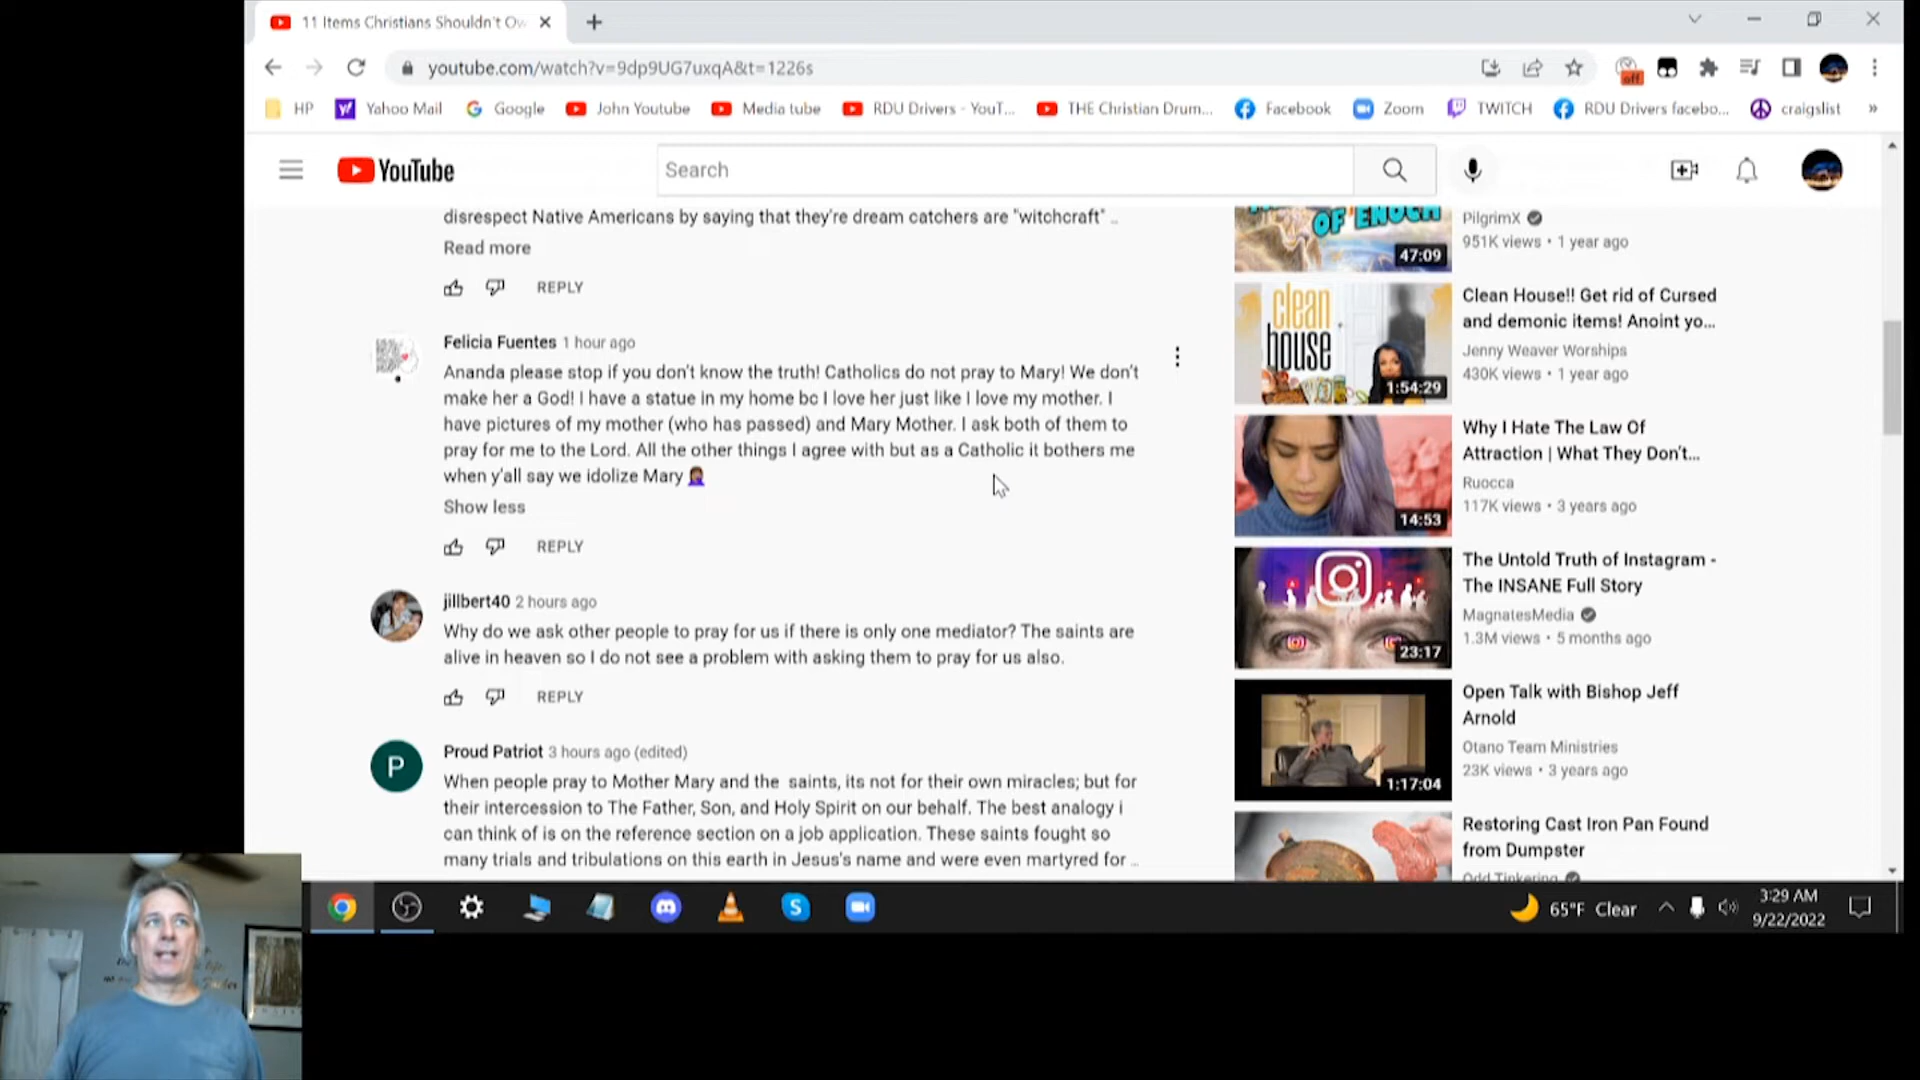 11 Items Christians Shouldn't Ow
youtube.com/watch?v=9dp9UG7uxqA&t=1226s
off
HP
Yahoo Mail
Google
John Youtube
Media tube
RDU Drivers - YouT...
THE Christian Drum...
Facebook
Zoom
TWITCH
RDU Drivers facebo...
craigslist
»
YouTube
Search
disrespect Native Americans by saying that they're dream catchers are "witchcraft" ..
Read more
REPLY
Felicia Fuentes 1 hour ago
Ananda please stop if you don't know the truth! Catholics do not pray to Mary! We don't
make her a God! I have a statue in my home bc I love her just like I love my mother. I
have pictures of my mother (who has passed) and Mary Mother. I ask both of them to
pray for me to the Lord. All the other things I agree with but as a Catholic it bothers me
when y'all say we idolize Mary 🤦🏽‍♀️
Show less
REPLY
jillbert40 2 hours ago
Why do we ask other people to pray for us if there is only one mediator? The saints are
alive in heaven so I do not see a problem with asking them to pray for us also.
REPLY
P
Proud Patriot 3 hours ago (edited)
When people pray to Mother Mary and the saints, its not for their own miracles; but for
their intercession to The Father, Son, and Holy Spirit on our behalf. The best analogy i
can think of is on the reference section on a job application. These saints fought so
many trials and tribulations on this earth in Jesus's name and were even martyred for ..
OF ENOCH
47:09
PilgrimX
951K views • 1 year ago
clean
house
1:54:29
Clean House!! Get rid of Cursed
and demonic items! Anoint yo...
Jenny Weaver Worships
430K views • 1 year ago
14:53
Why I Hate The Law Of
Attraction | What They Don't...
Ruocca
117K views • 3 years ago
23:17
The Untold Truth of Instagram -
The INSANE Full Story
MagnatesMedia
1.3M views • 5 months ago
1:17:04
Open Talk with Bishop Jeff
Arnold
Otano Team Ministries
23K views • 3 years ago
Restoring Cast Iron Pan Found
from Dumpster
Odd Tinkering
65°F Clear
3:29 AM
9/22/2022